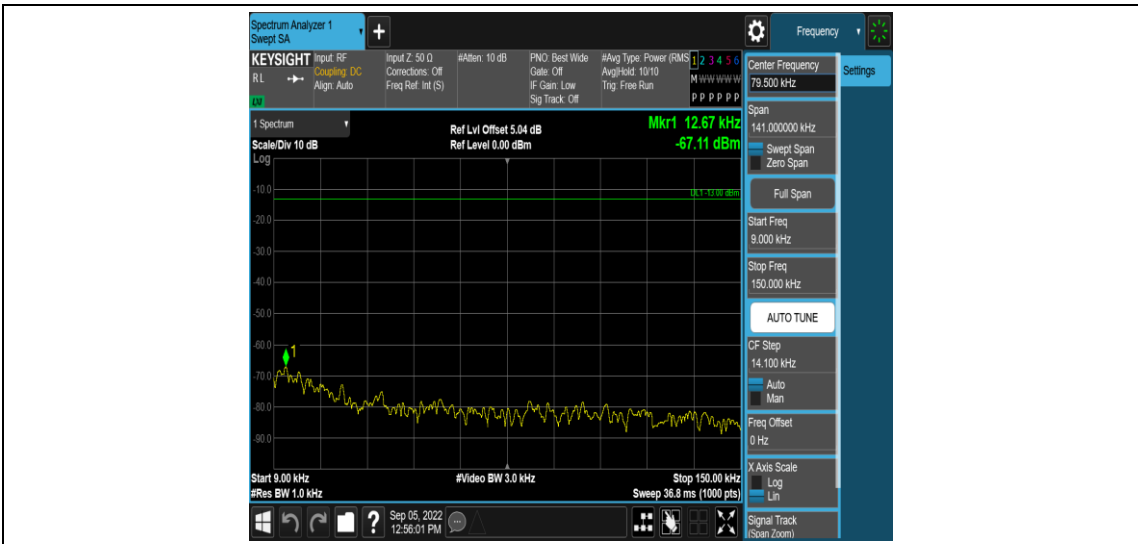 Spectrum Analyzer 1
Swept SA
Frequency
KEYSIGHT
RL
LXI
Input: RF
Coupling: DC
Align: Auto
Input Z: 50 Ω
Corrections: Off
Freq Ref: Int (S)
#Atten: 10 dB
PNO: Best Wide
Gate: Off
IF Gain: Low
Sig Track: Off
#Avg Type: Power (RMS
Avg|Hold: 10/10
Trig: Free Run
1 2 3 4 5 6
M W W W W W
P P P P P P
1 Spectrum
Scale/Div 10 dB
Log
Ref Lvl Offset 5.04 dB
Ref Level 0.00 dBm
Mkr1 12.67 kHz
-67.11 dBm
DL1 -13.00 dBm
-10.0
-20.0
-30.0
-40.0
-50.0
-60.0
1
-70.0
-80.0
-90.0
Start 9.00 kHz
#Video BW 3.0 kHz
Stop 150.00 kHz
#Res BW 1.0 kHz
Sweep 36.8 ms (1000 pts)
?
Sep 05, 2022
12:56:01 PM
Center Frequency
79.500 kHz
Settings
Span
141.000000 kHz
Swept Span
Zero Span
Full Span
Start Freq
9.000 kHz
Stop Freq
150.000 kHz
AUTO TUNE
CF Step
14.100 kHz
Auto
Man
Freq Offset
0 Hz
X Axis Scale
Log
Lin
Signal Track
(Span Zoom)